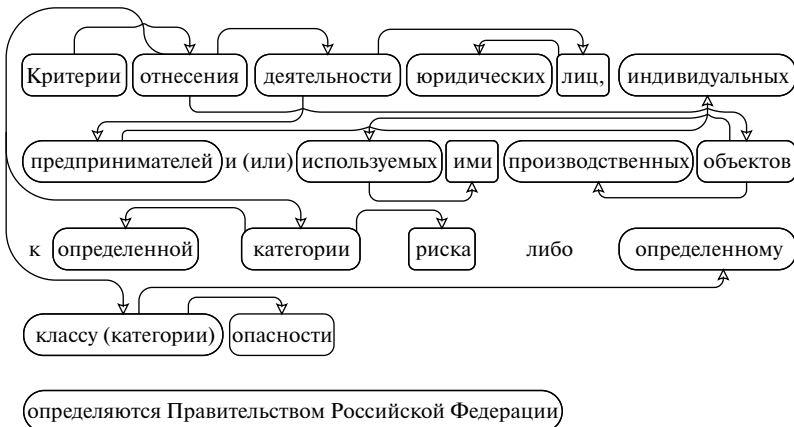 Критерии отнесения деятельности юридических лиц, индивидуальных
предпринимателей и (или) используемых ими производственных объектов
к определенной категории риска либо определенному
классу (категории) опасности
определяются Правительством Российской Федерации